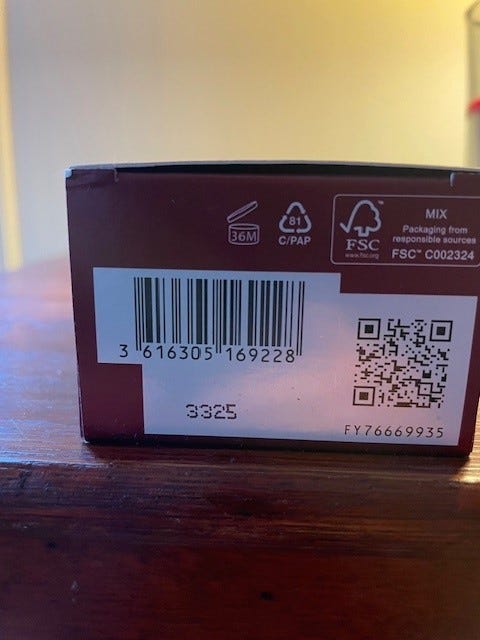 36M
81
C/PAP
FSC
www.fsc.org
MIX
Packaging from
responsible sources
FSC™ C002324
3 616305 169228
3325
FY76669935